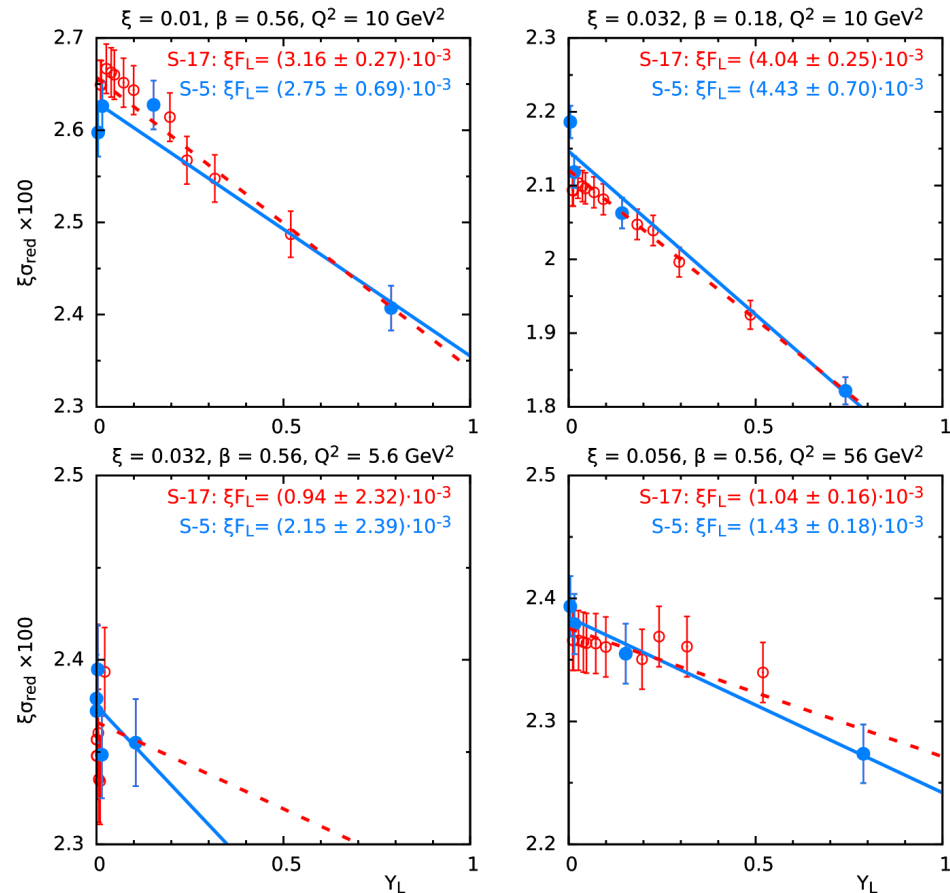 ξ = 0.01, β = 0.56, Q² = 10 GeV²
S-17: ξF_L= (3.16 ± 0.27)·10⁻³
S-5: ξF_L= (2.75 ± 0.69)·10⁻³
ξσ_red ×100
2.7
2.6
2.5
2.4
2.3
0
0.5
1
ξ = 0.032, β = 0.18, Q² = 10 GeV²
S-17: ξF_L= (4.04 ± 0.25)·10⁻³
S-5: ξF_L= (4.43 ± 0.70)·10⁻³
2.3
2.2
2.1
2
1.9
1.8
0
0.5
1
ξ = 0.032, β = 0.56, Q² = 5.6 GeV²
S-17: ξF_L= (0.94 ± 2.32)·10⁻³
S-5: ξF_L= (2.15 ± 2.39)·10⁻³
ξσ_red ×100
2.5
2.4
2.3
0
0.5
1
Y_L
ξ = 0.056, β = 0.56, Q² = 56 GeV²
S-17: ξF_L= (1.04 ± 0.16)·10⁻³
S-5: ξF_L= (1.43 ± 0.18)·10⁻³
2.5
2.4
2.3
2.2
0
0.5
1
Y_L